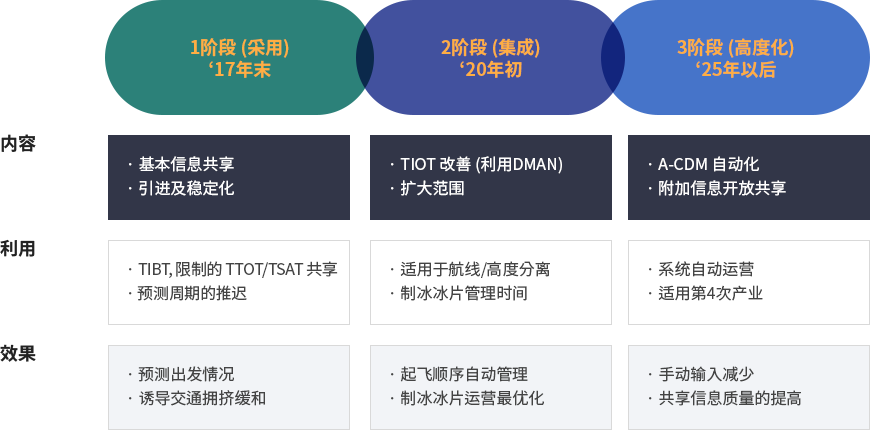 1阶段 (采用)
‘17年末
2阶段 (集成)
‘20年初
3阶段 (高度化)
‘25年以后
内容
· 基本信息共享
· 引进及稳定化
· TIOT 改善 (利用DMAN)
· 扩大范围
· A-CDM 自动化
· 附加信息开放共享
利用
· TIBT, 限制的 TTOT/TSAT 共享
· 预测周期的推迟
· 适用于航线/高度分离
· 制冰冰片管理时间
· 系统自动运营
· 适用第4次产业
效果
· 预测出发情况
· 诱导交通拥挤缓和
· 起飞顺序自动管理
· 制冰冰片运营最优化
· 手动输入减少
· 共享信息质量的提高